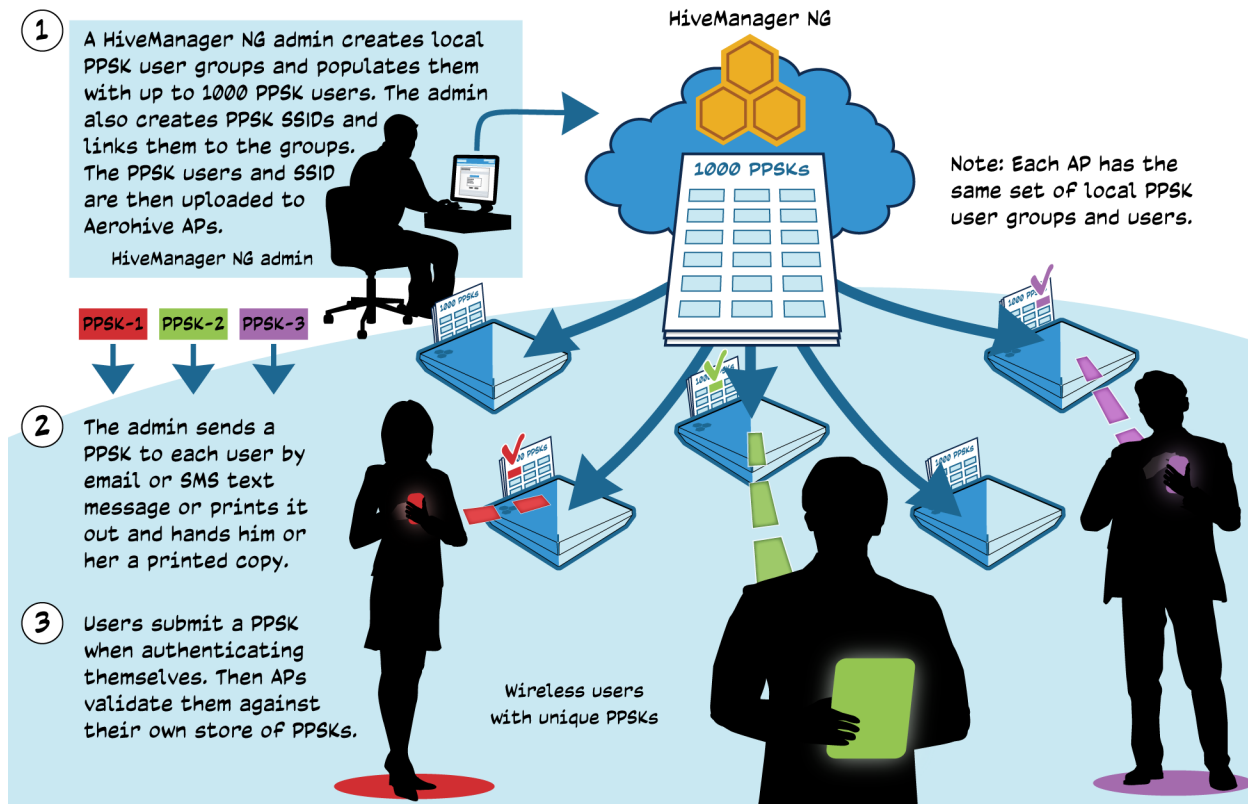 HiveManager NG
1
A HiveManager NG admin creates local
PPSK user groups and populates them
with up to 1000 PPSK users. The admin
also creates PPSK SSIDs and
links them to the groups.
The PPSK users and SSID
are then uploaded to
Aerohive APs.
HiveManager NG admin
1000 PPSKs
Note: Each AP has the
same set of local PPSK
user groups and users.
PPSK-1
PPSK-2
PPSK-3
1000 PPSKs
1000 PPSKs
2
The admin sends a
PPSK to each user by
email or SMS text
message or prints it
out and hands him or
her a printed copy.
3
Users submit a PPSK
when authenticating
themselves. Then APs
validate them against
their own store of PPSKs.
Wireless users
with unique PPSKs